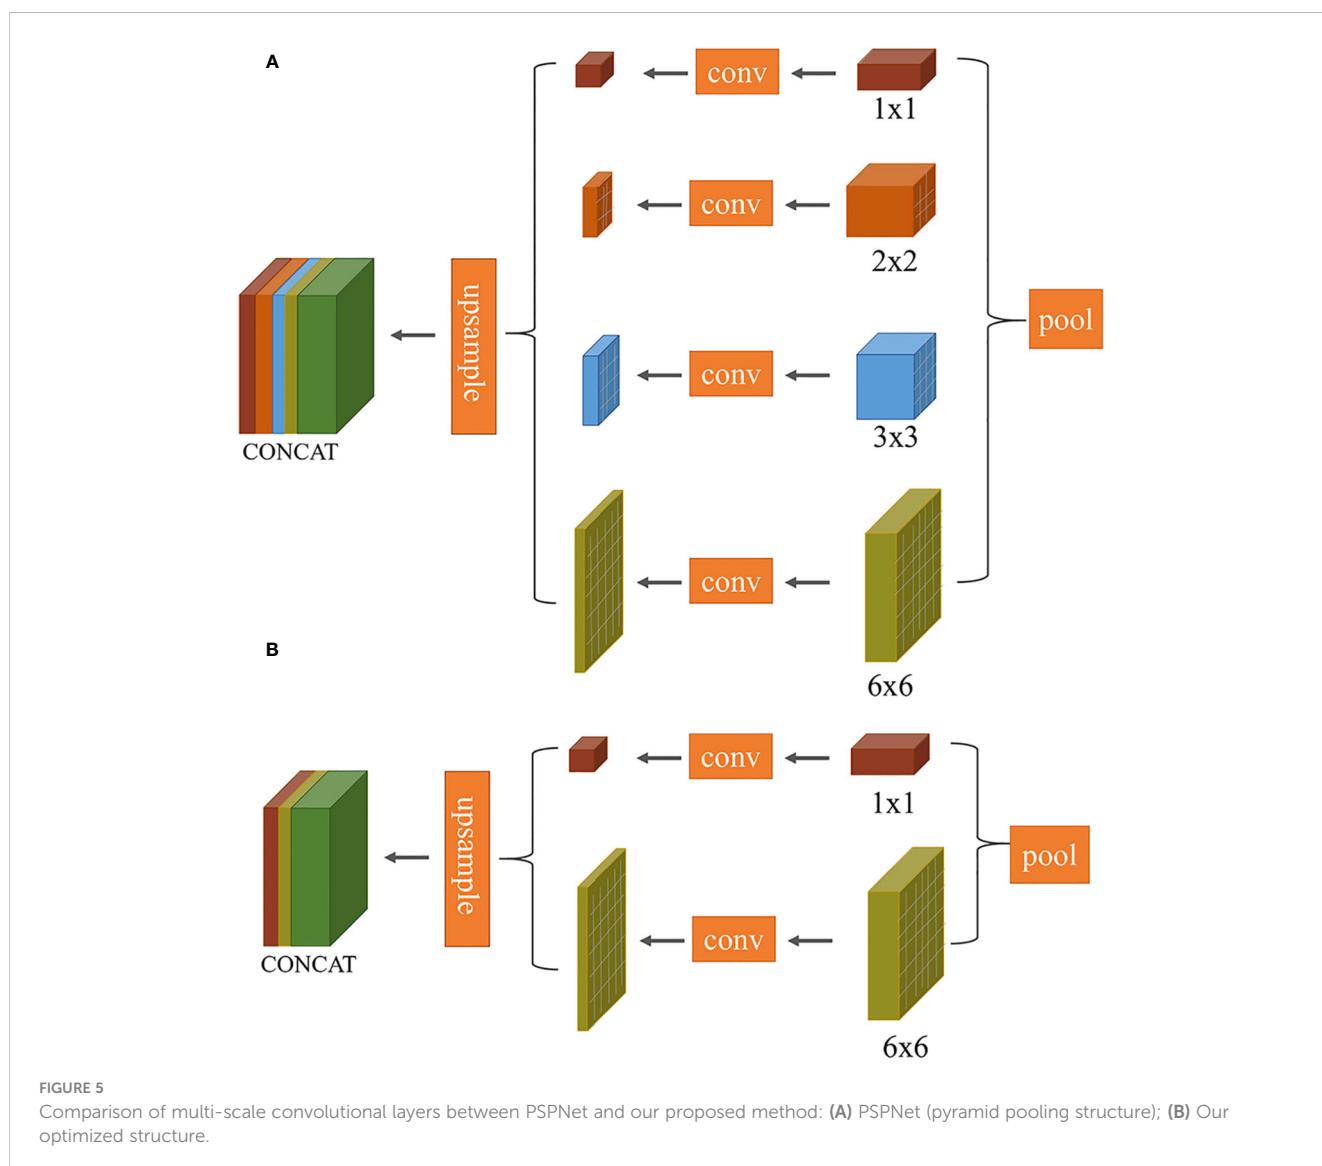 A
conv
1x1
conv
2x2
upsample
pool
conv
3x3
CONCAT
conv
6x6
B
conv
1x1
upsample
pool
conv
CONCAT
6x6
FIGURE 5
Comparison of multi-scale convolutional layers between PSPNet and our proposed method: (A) PSPNet (pyramid pooling structure); (B) Our
optimized structure.